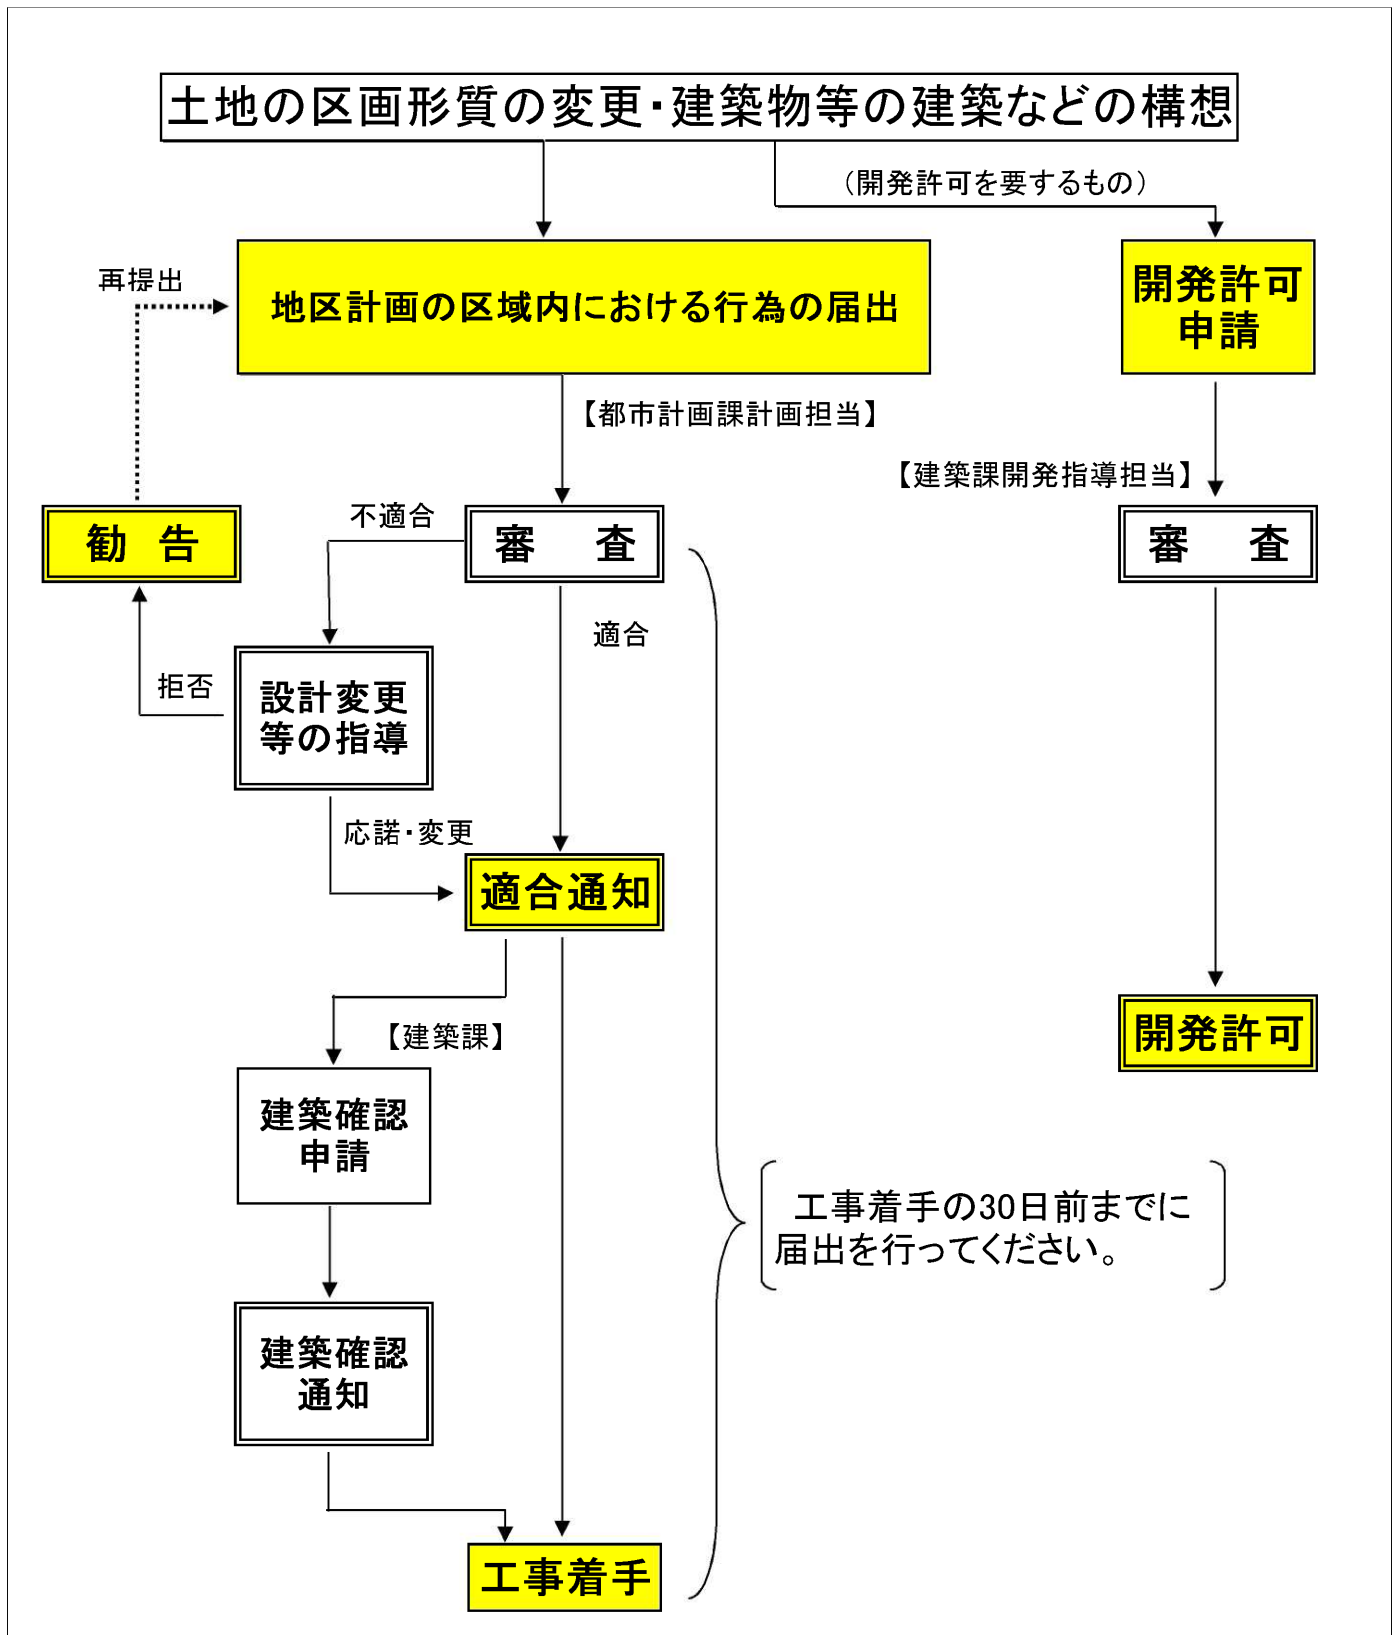 土地の区画形質の変更・建築物等の建築などの構想
（開発許可を要するもの）
再提出
地区計画の区域内における行為の届出
開発許可
申請
【都市計画課計画担当】
【建築課開発指導担当】
勧 告
不適合
審 査
審 査
適合
拒否
設計変更
等の指導
応諾・変更
適合通知
開発許可
【建築課】
建築確認
申請
工事着手の30日前までに
届出を行ってください。
建築確認
通知
工事着手